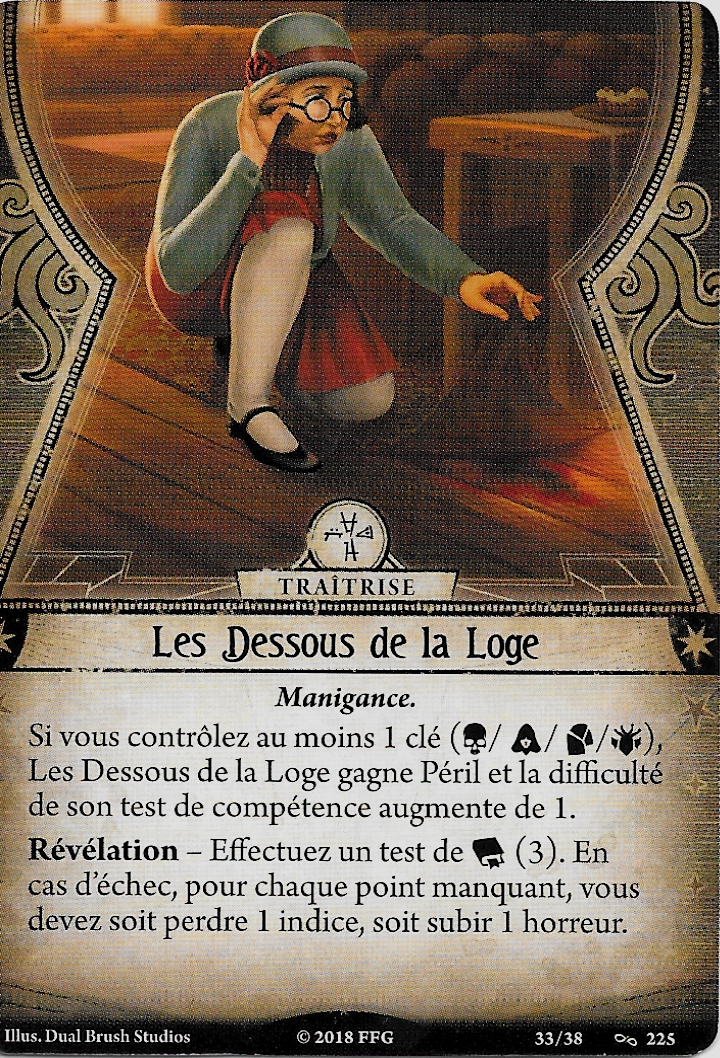 TRAÎTRISE
Les Dessous de la Loge
Manigance.
Si vous contrôlez au moins 1 clé ( / / / ),
Les Dessous de la Loge gagne Péril et la difficulté
de son test de compétence augmente de 1.
Révélation – Effectuez un test de (3). En
cas d'échec, pour chaque point manquant, vous
devez soit perdre 1 indice, soit subir 1 horreur.
Illus. Dual Brush Studios © 2018 FFG 33/38 225